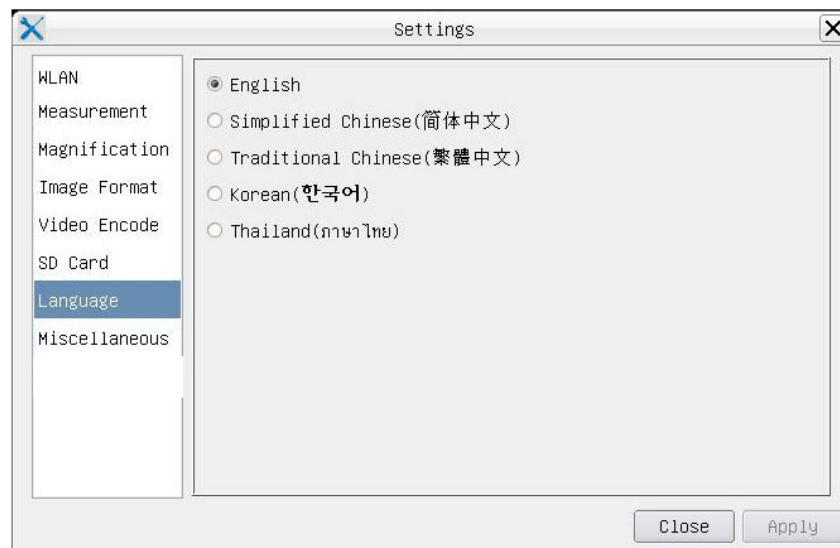 Settings
WLAN
Measurement
Magnification
Image Format
Video Encode
SD Card
Language
Miscellaneous
English
Simplified Chinese(简体中文)
Traditional Chinese(繁體中文)
Korean(한국어)
Thailand(ภาษาไทย)
Close
Apply